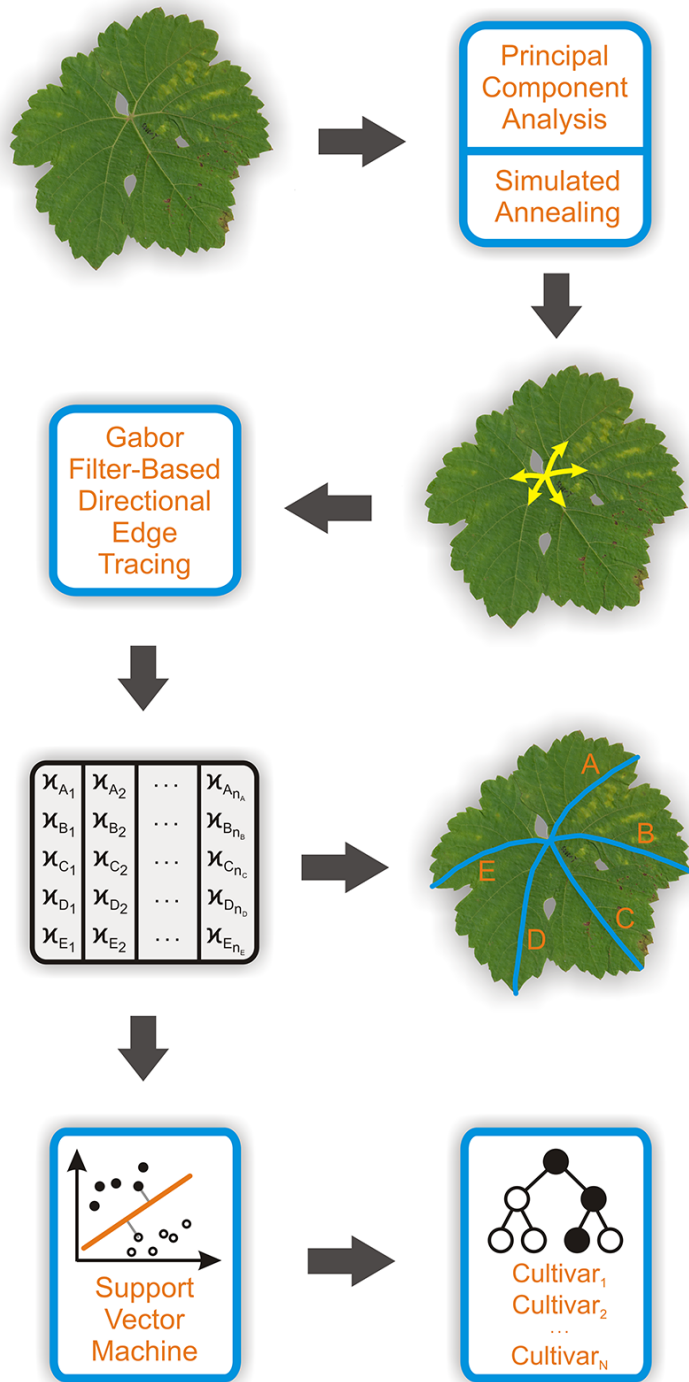 Principal
Component
Analysis
Simulated
Annealing
Gabor
Filter-Based
Directional
Edge
Tracing
ϰA₁ ϰA₂ ... ϰAnA
ϰB₁ ϰB₂ ... ϰBnB
ϰC₁ ϰC₂ ... ϰCnC
ϰD₁ ϰD₂ ... ϰDnD
ϰE₁ ϰE₂ ... ϰEnE
A
B
E
C
D
Support
Vector
Machine
Cultivar₁
Cultivar₂
...
Cultivar_N